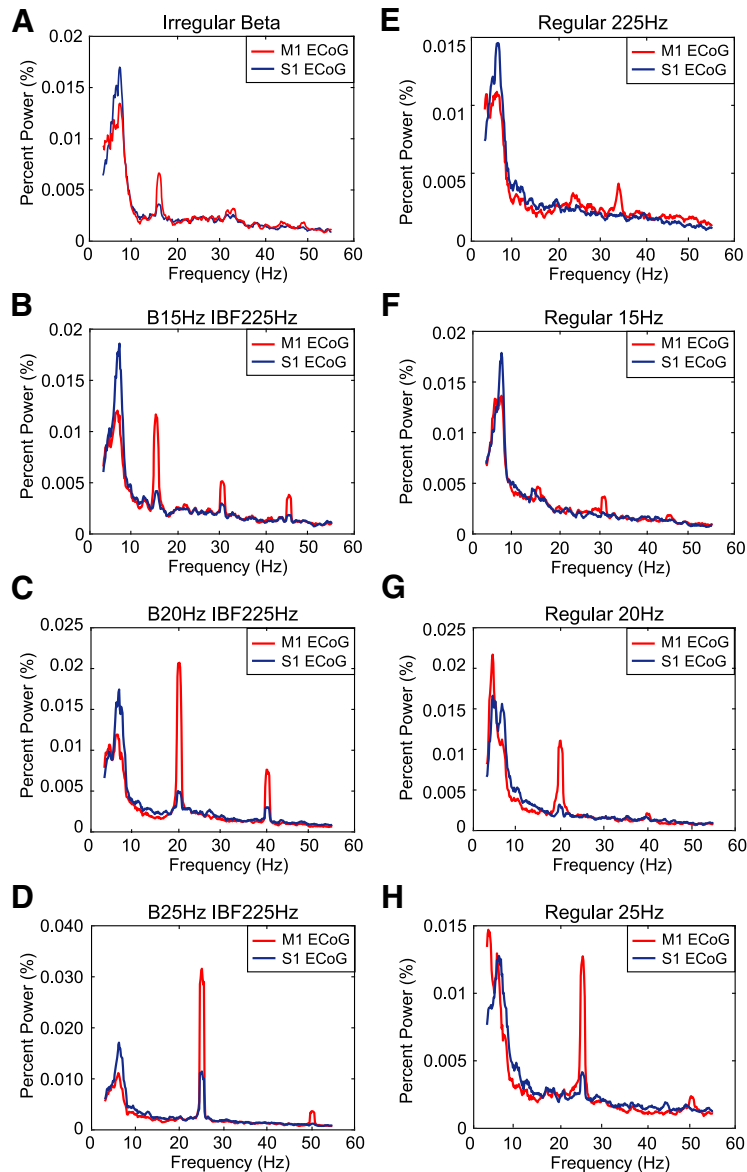 A
Irregular Beta
0.02
0.015
0.01
0.005
0
Percent Power (%)
M1 ECoG
S1 ECoG
0 10 20 30 40 50 60
Frequency (Hz)
E
Regular 225Hz
0.015
0.01
0.005
0
Percent Power (%)
M1 ECoG
S1 ECoG
0 10 20 30 40 50 60
Frequency (Hz)
B
B15Hz IBF225Hz
0.02
0.015
0.01
0.005
0
Percent Power (%)
M1 ECoG
S1 ECoG
0 10 20 30 40 50 60
Frequency (Hz)
F
Regular 15Hz
0.02
0.015
0.01
0.005
0
Percent Power (%)
M1 ECoG
S1 ECoG
0 10 20 30 40 50 60
Frequency (Hz)
C
B20Hz IBF225Hz
0.025
0.02
0.015
0.01
0.005
0
Percent Power (%)
M1 ECoG
S1 ECoG
0 10 20 30 40 50 60
Frequency (Hz)
G
Regular 20Hz
0.025
0.02
0.015
0.01
0.005
0
Percent Power (%)
M1 ECoG
S1 ECoG
0 10 20 30 40 50 60
Frequency (Hz)
D
B25Hz IBF225Hz
0.040
0.030
0.020
0.010
0
Percent Power (%)
M1 ECoG
S1 ECoG
0 10 20 30 40 50 60
Frequency (Hz)
H
Regular 25Hz
0.015
0.01
0.005
0
Percent Power (%)
M1 ECoG
S1 ECoG
0 10 20 30 40 50 60
Frequency (Hz)